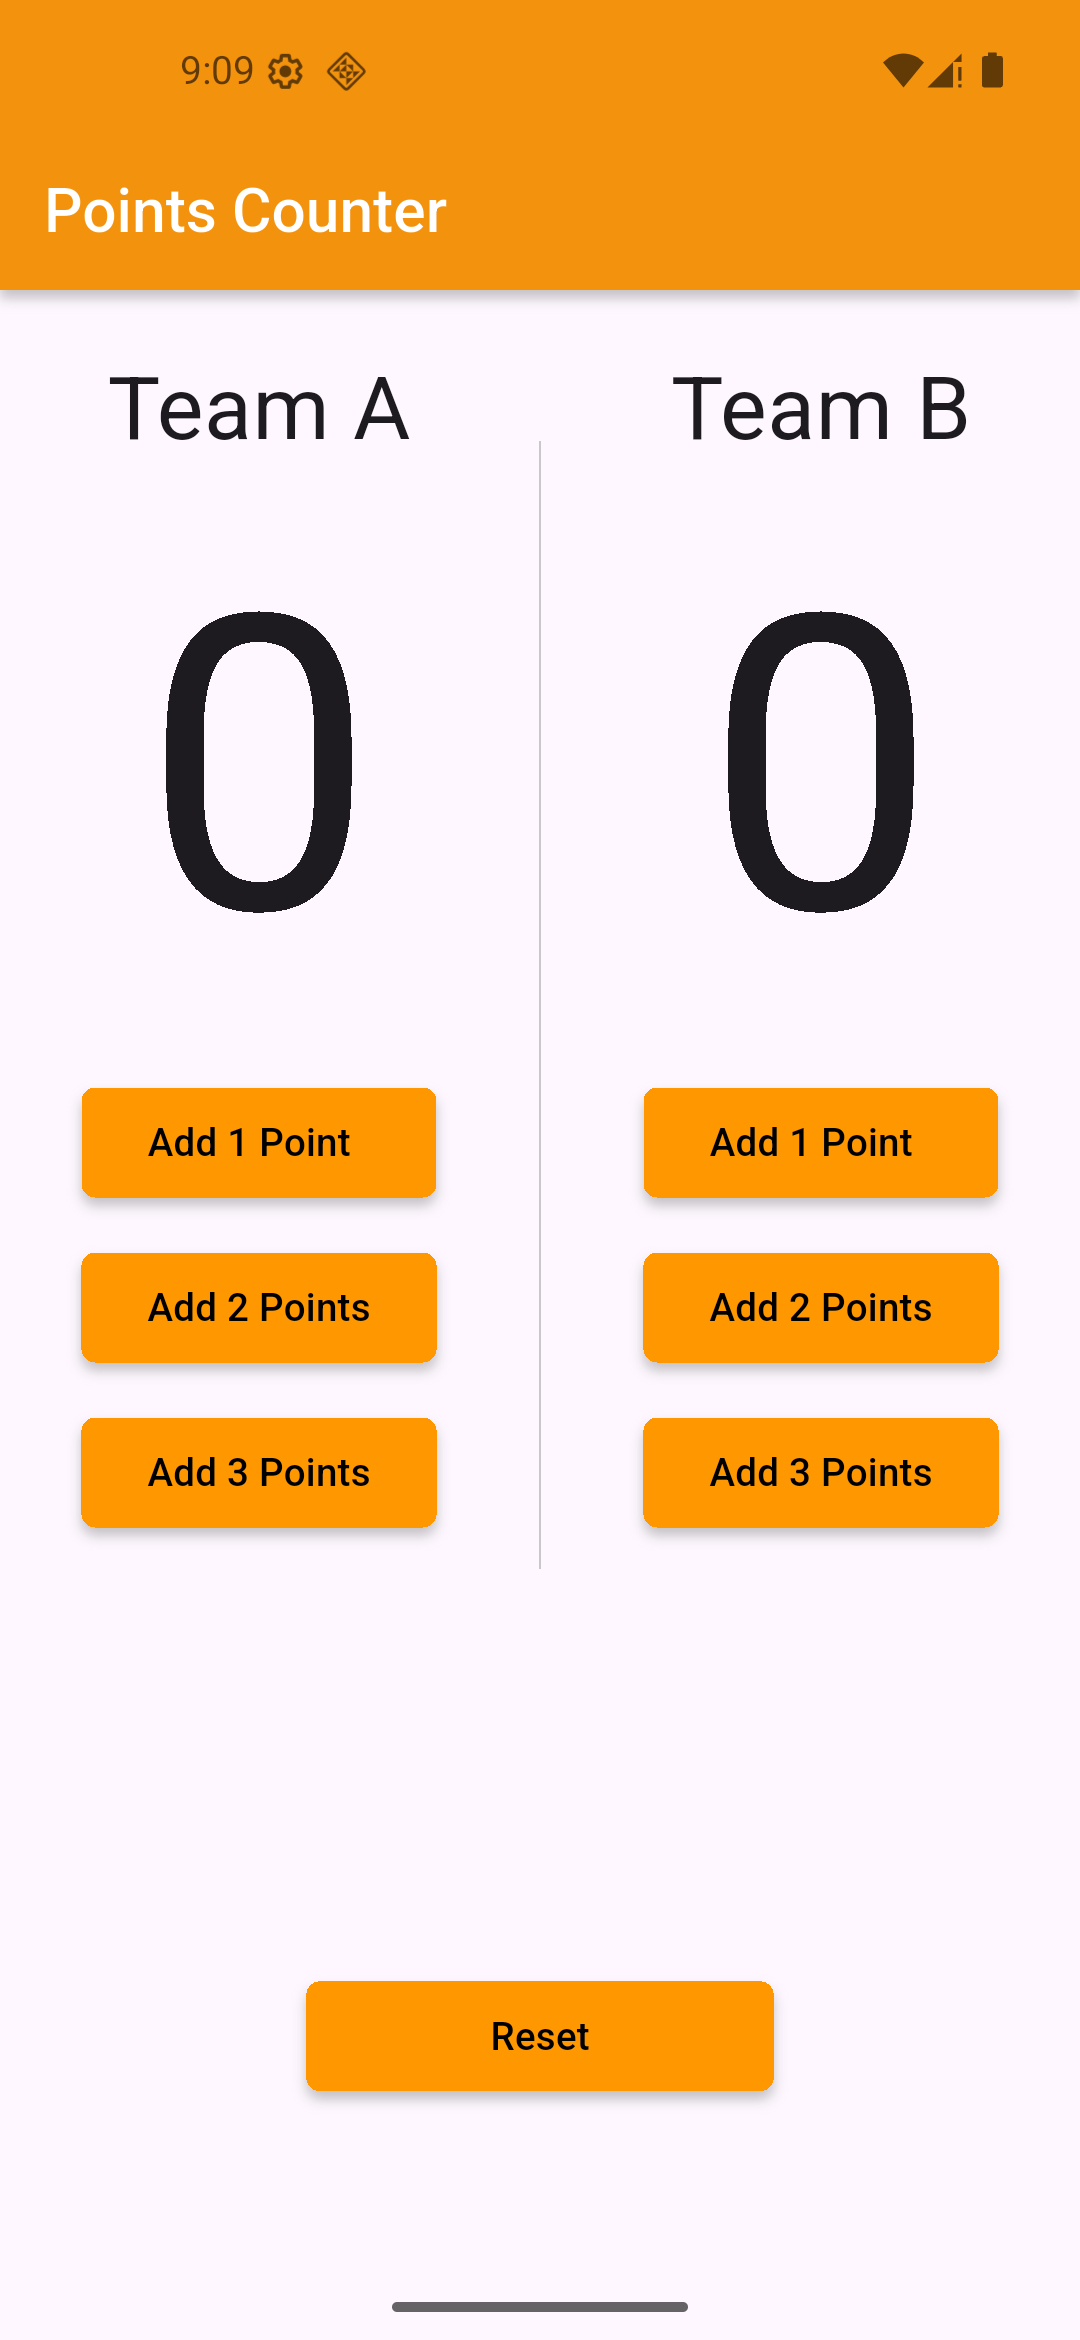 9:09
Points Counter
Team A
Team B
0
0
Add 1 Point
Add 1 Point
Add 2 Points
Add 2 Points
Add 3 Points
Add 3 Points
Reset